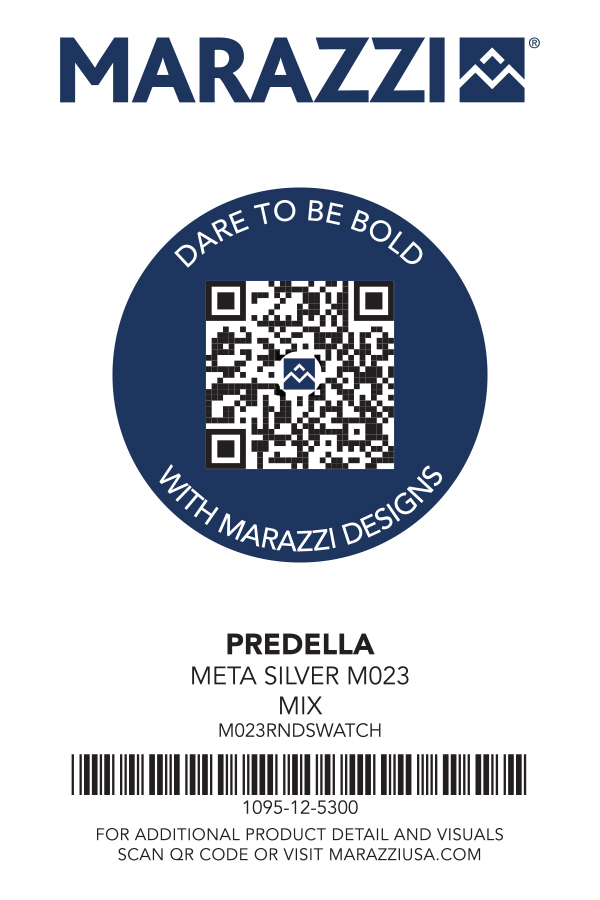 MARAZZI®
DARE TO BE BOLD
WITH MARAZZI DESIGNS
PREDELLA
META SILVER M023
MIX
M023RNDSWATCH
1095-12-5300
FOR ADDITIONAL PRODUCT DETAIL AND VISUALS
SCAN QR CODE OR VISIT MARAZZIUSA.COM